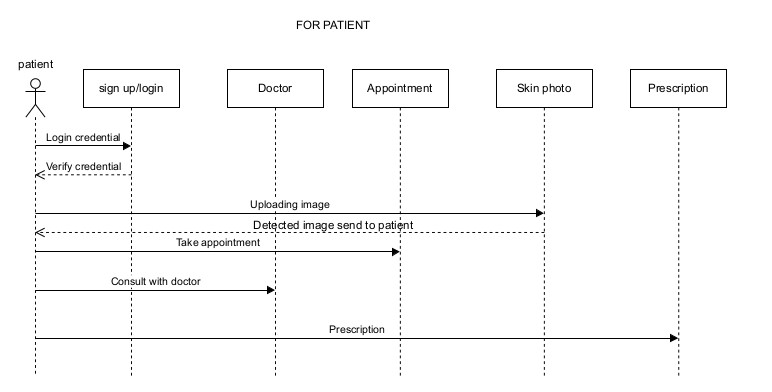 FOR PATIENT
patient
sign up/login
Doctor
Appointment
Skin photo
Prescription
Login credential
Verify credential
Uploading image
Detected image send to patient
Take appointment
Consult with doctor
Prescription